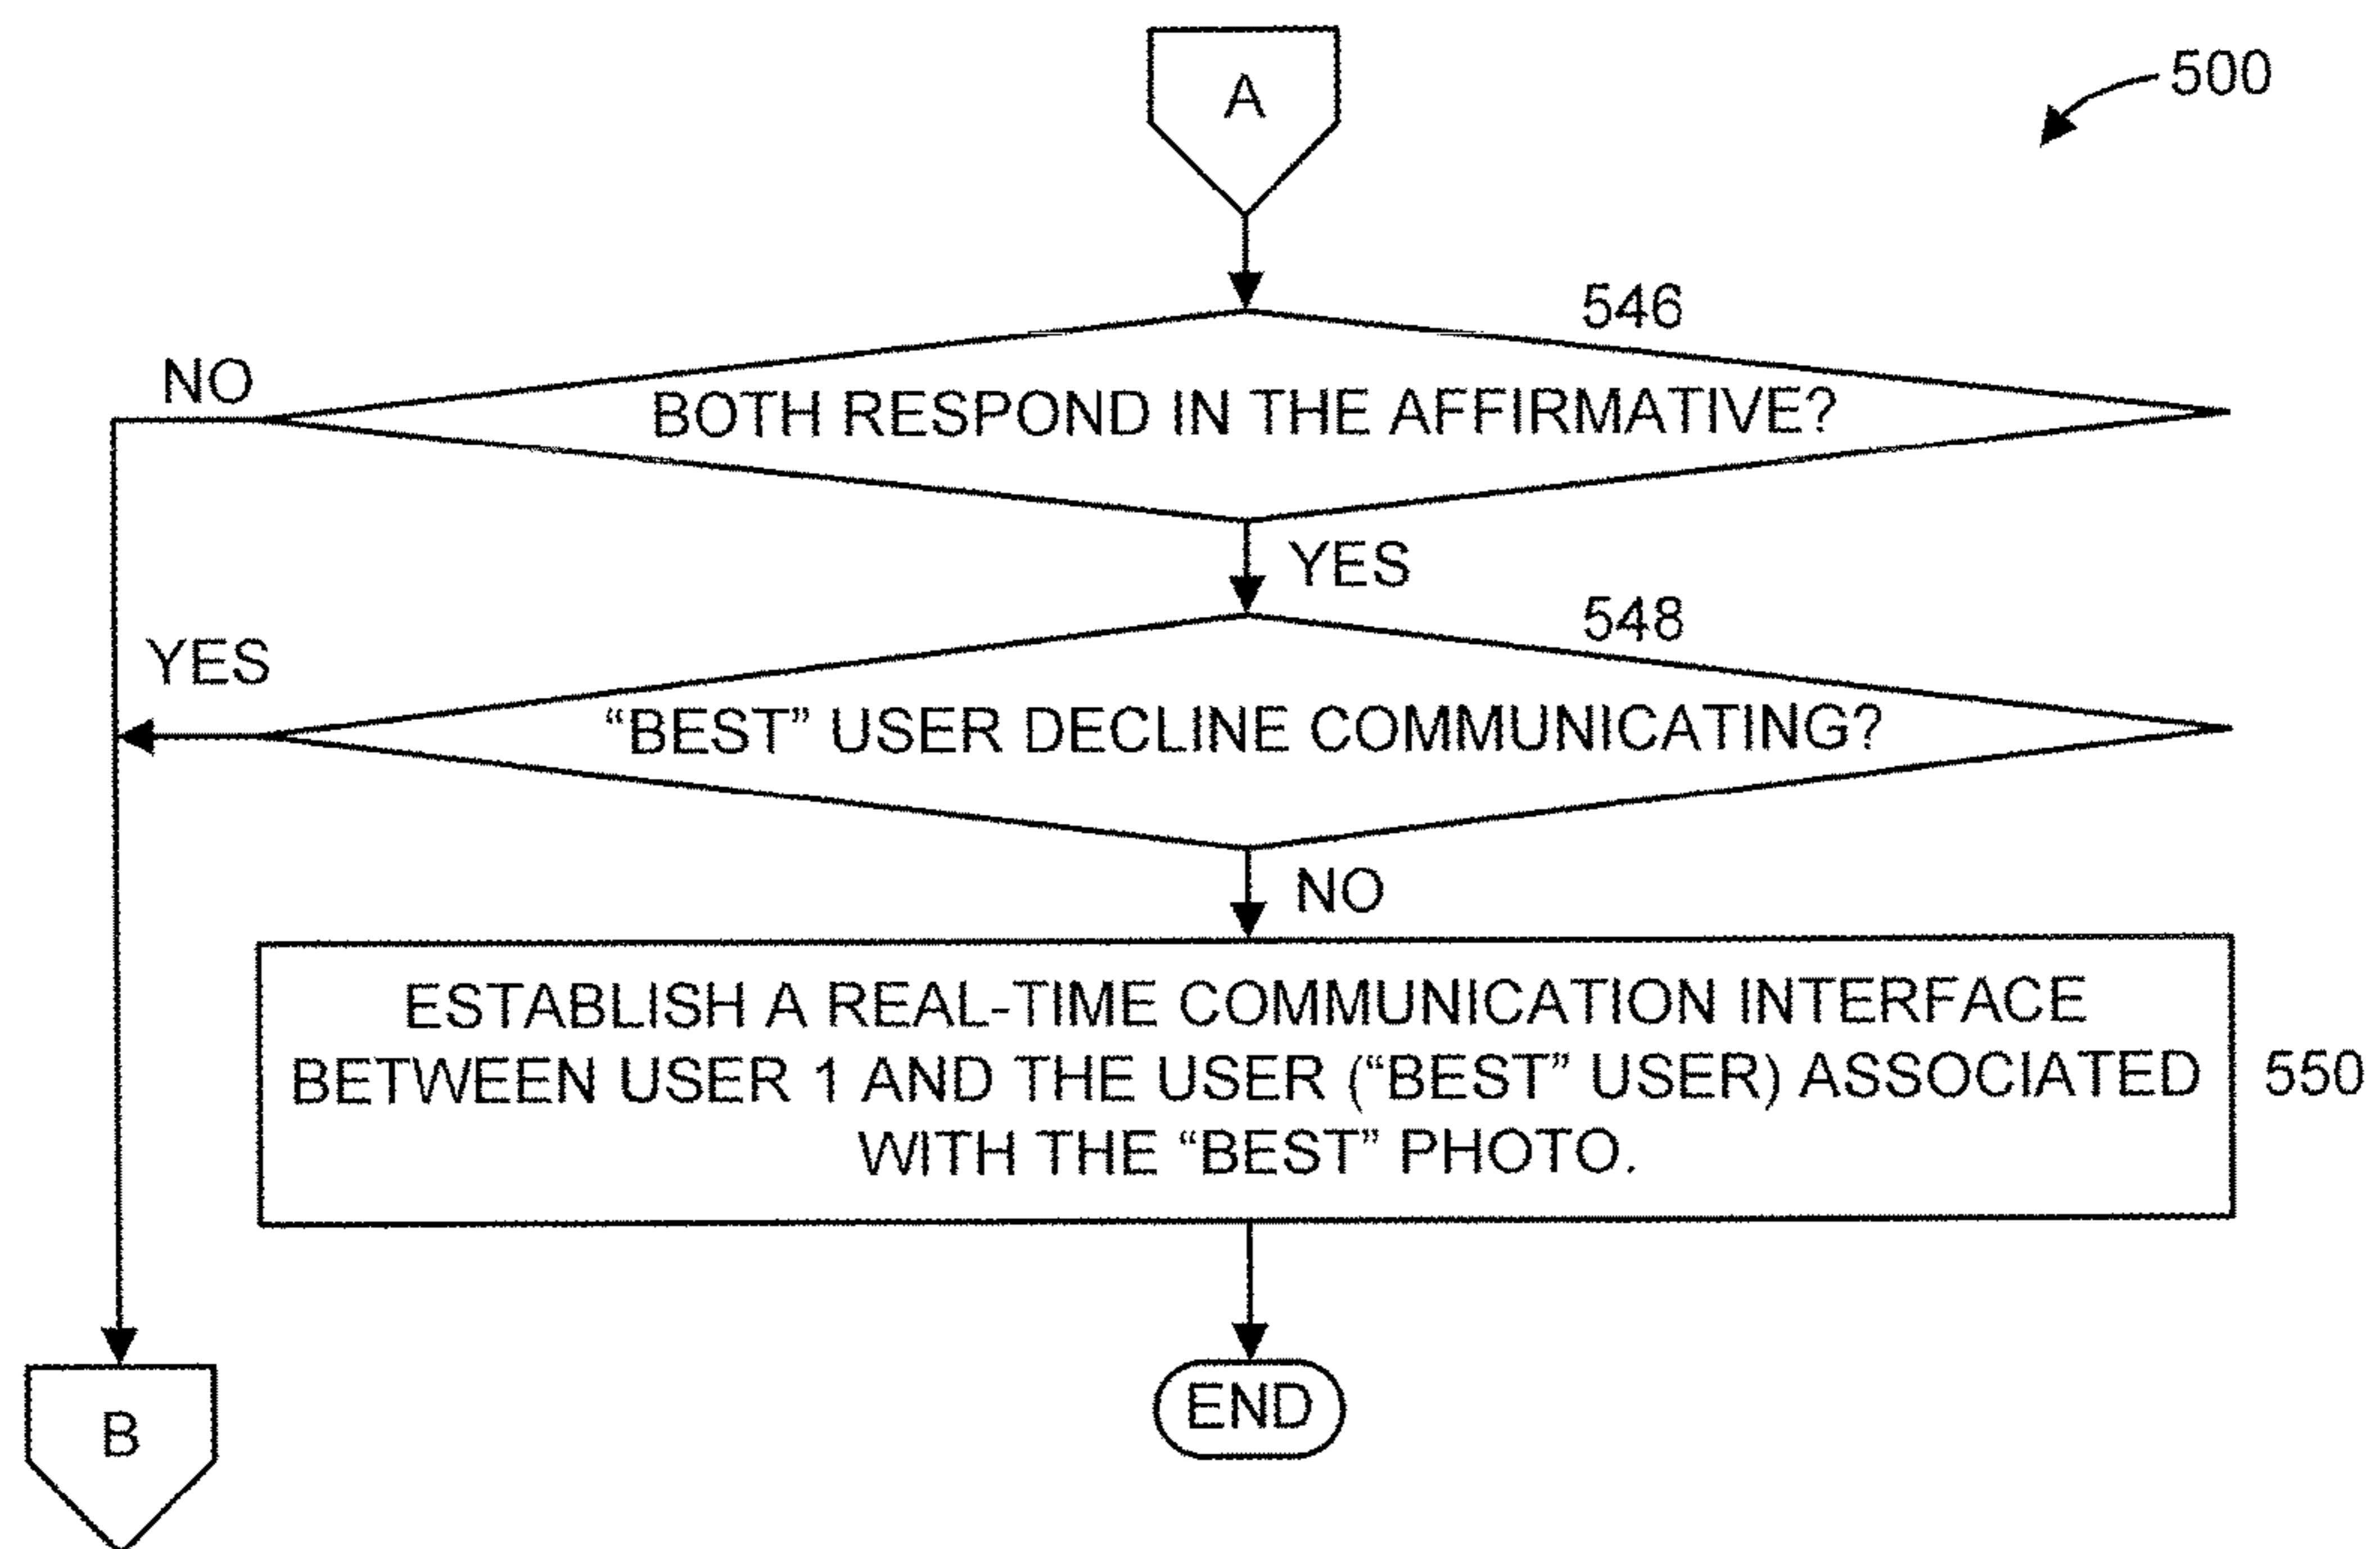 A
500
546
NO
BOTH RESPOND IN THE AFFIRMATIVE?
YES
548
YES
“BEST” USER DECLINE COMMUNICATING?
NO
ESTABLISH A REAL-TIME COMMUNICATION INTERFACE
BETWEEN USER 1 AND THE USER (“BEST” USER) ASSOCIATED
WITH THE “BEST” PHOTO.
550
END
B